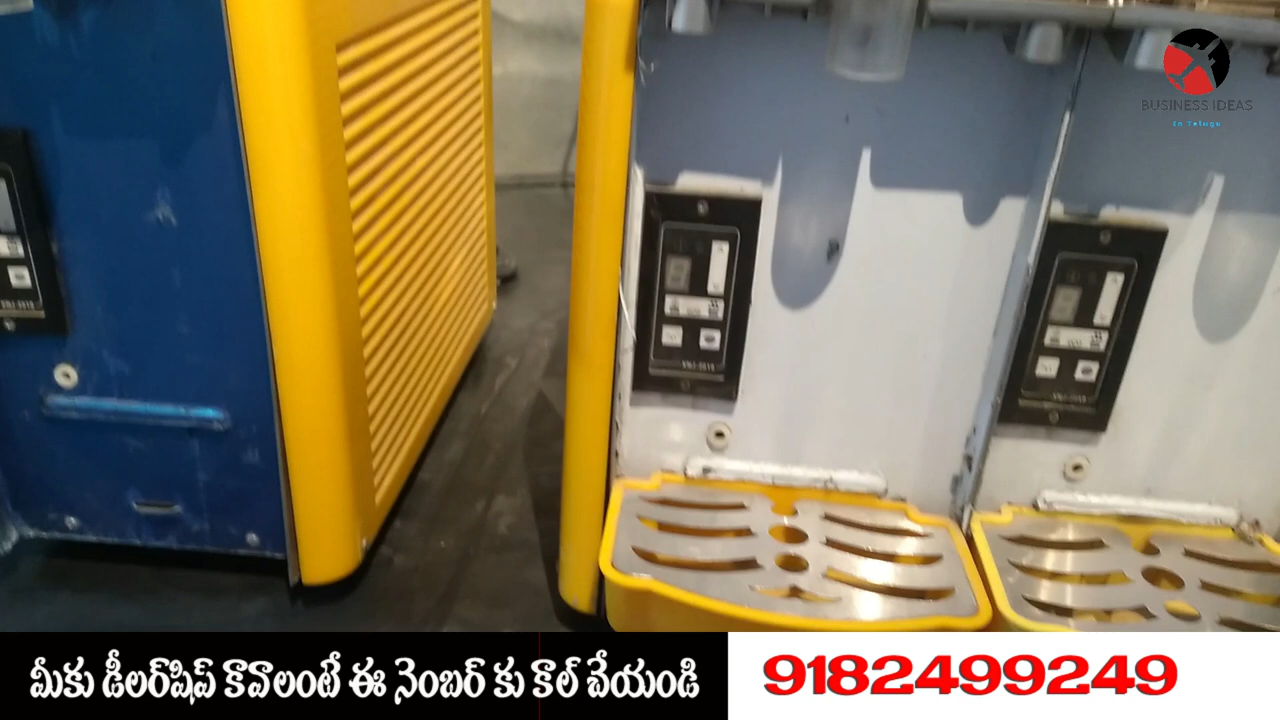 BUSINESS IDEAS
In Telugu
మీకు డీలర్‌షిప్ కావాలంటే ఈ నెంబర్ కు కాల్ చేయండి
9182499249